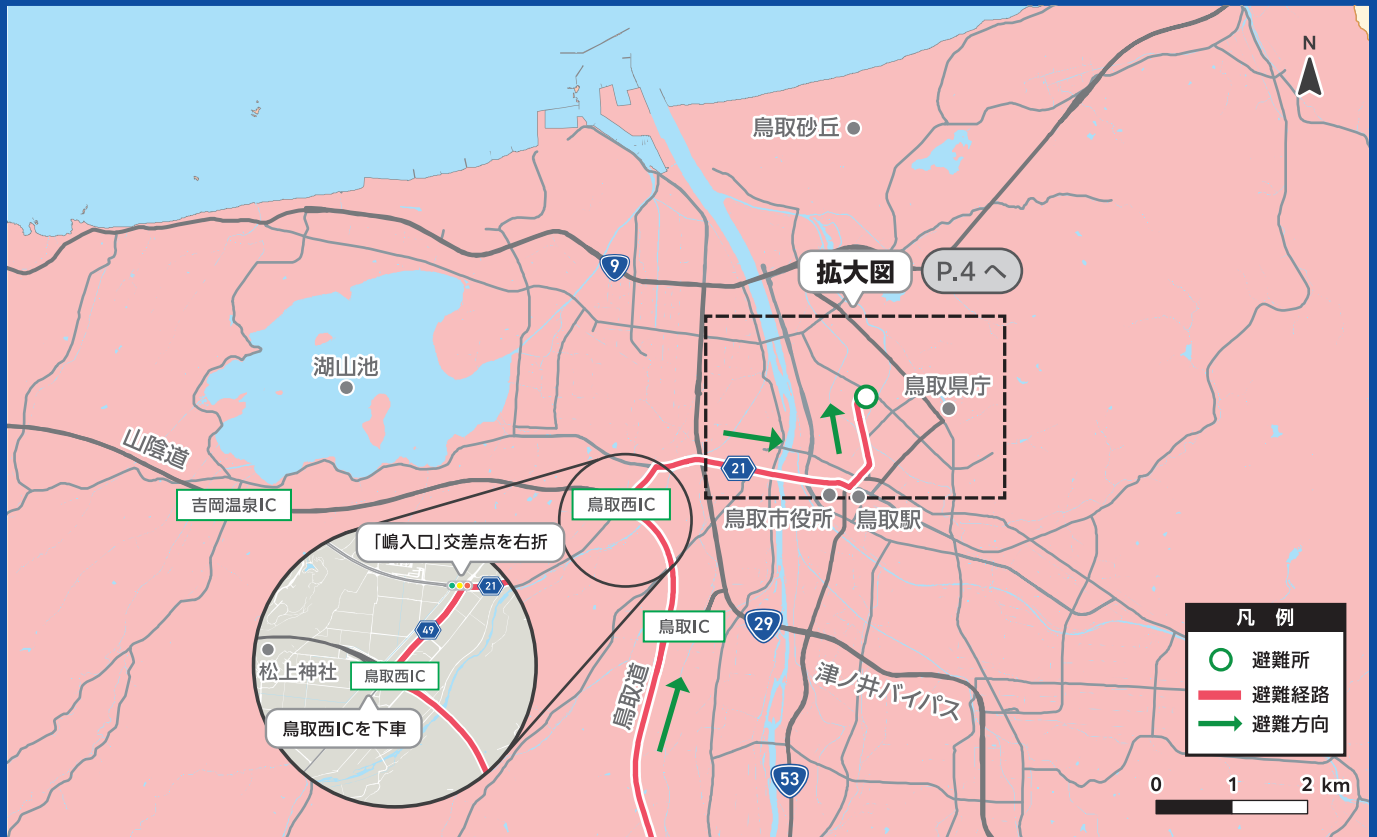 N
鳥取砂丘
9
拡大図
P.4 へ
湖山池
鳥取県庁
山陰道
21
吉岡温泉IC
鳥取西IC
鳥取市役所
鳥取駅
「嶋入口」交差点を右折
21
49
松上神社
鳥取西IC
鳥取西ICを下車
鳥取IC
29
鳥取道
津ノ井バイパス
53
凡 例
避難所
避難経路
避難方向
0 1 2 km